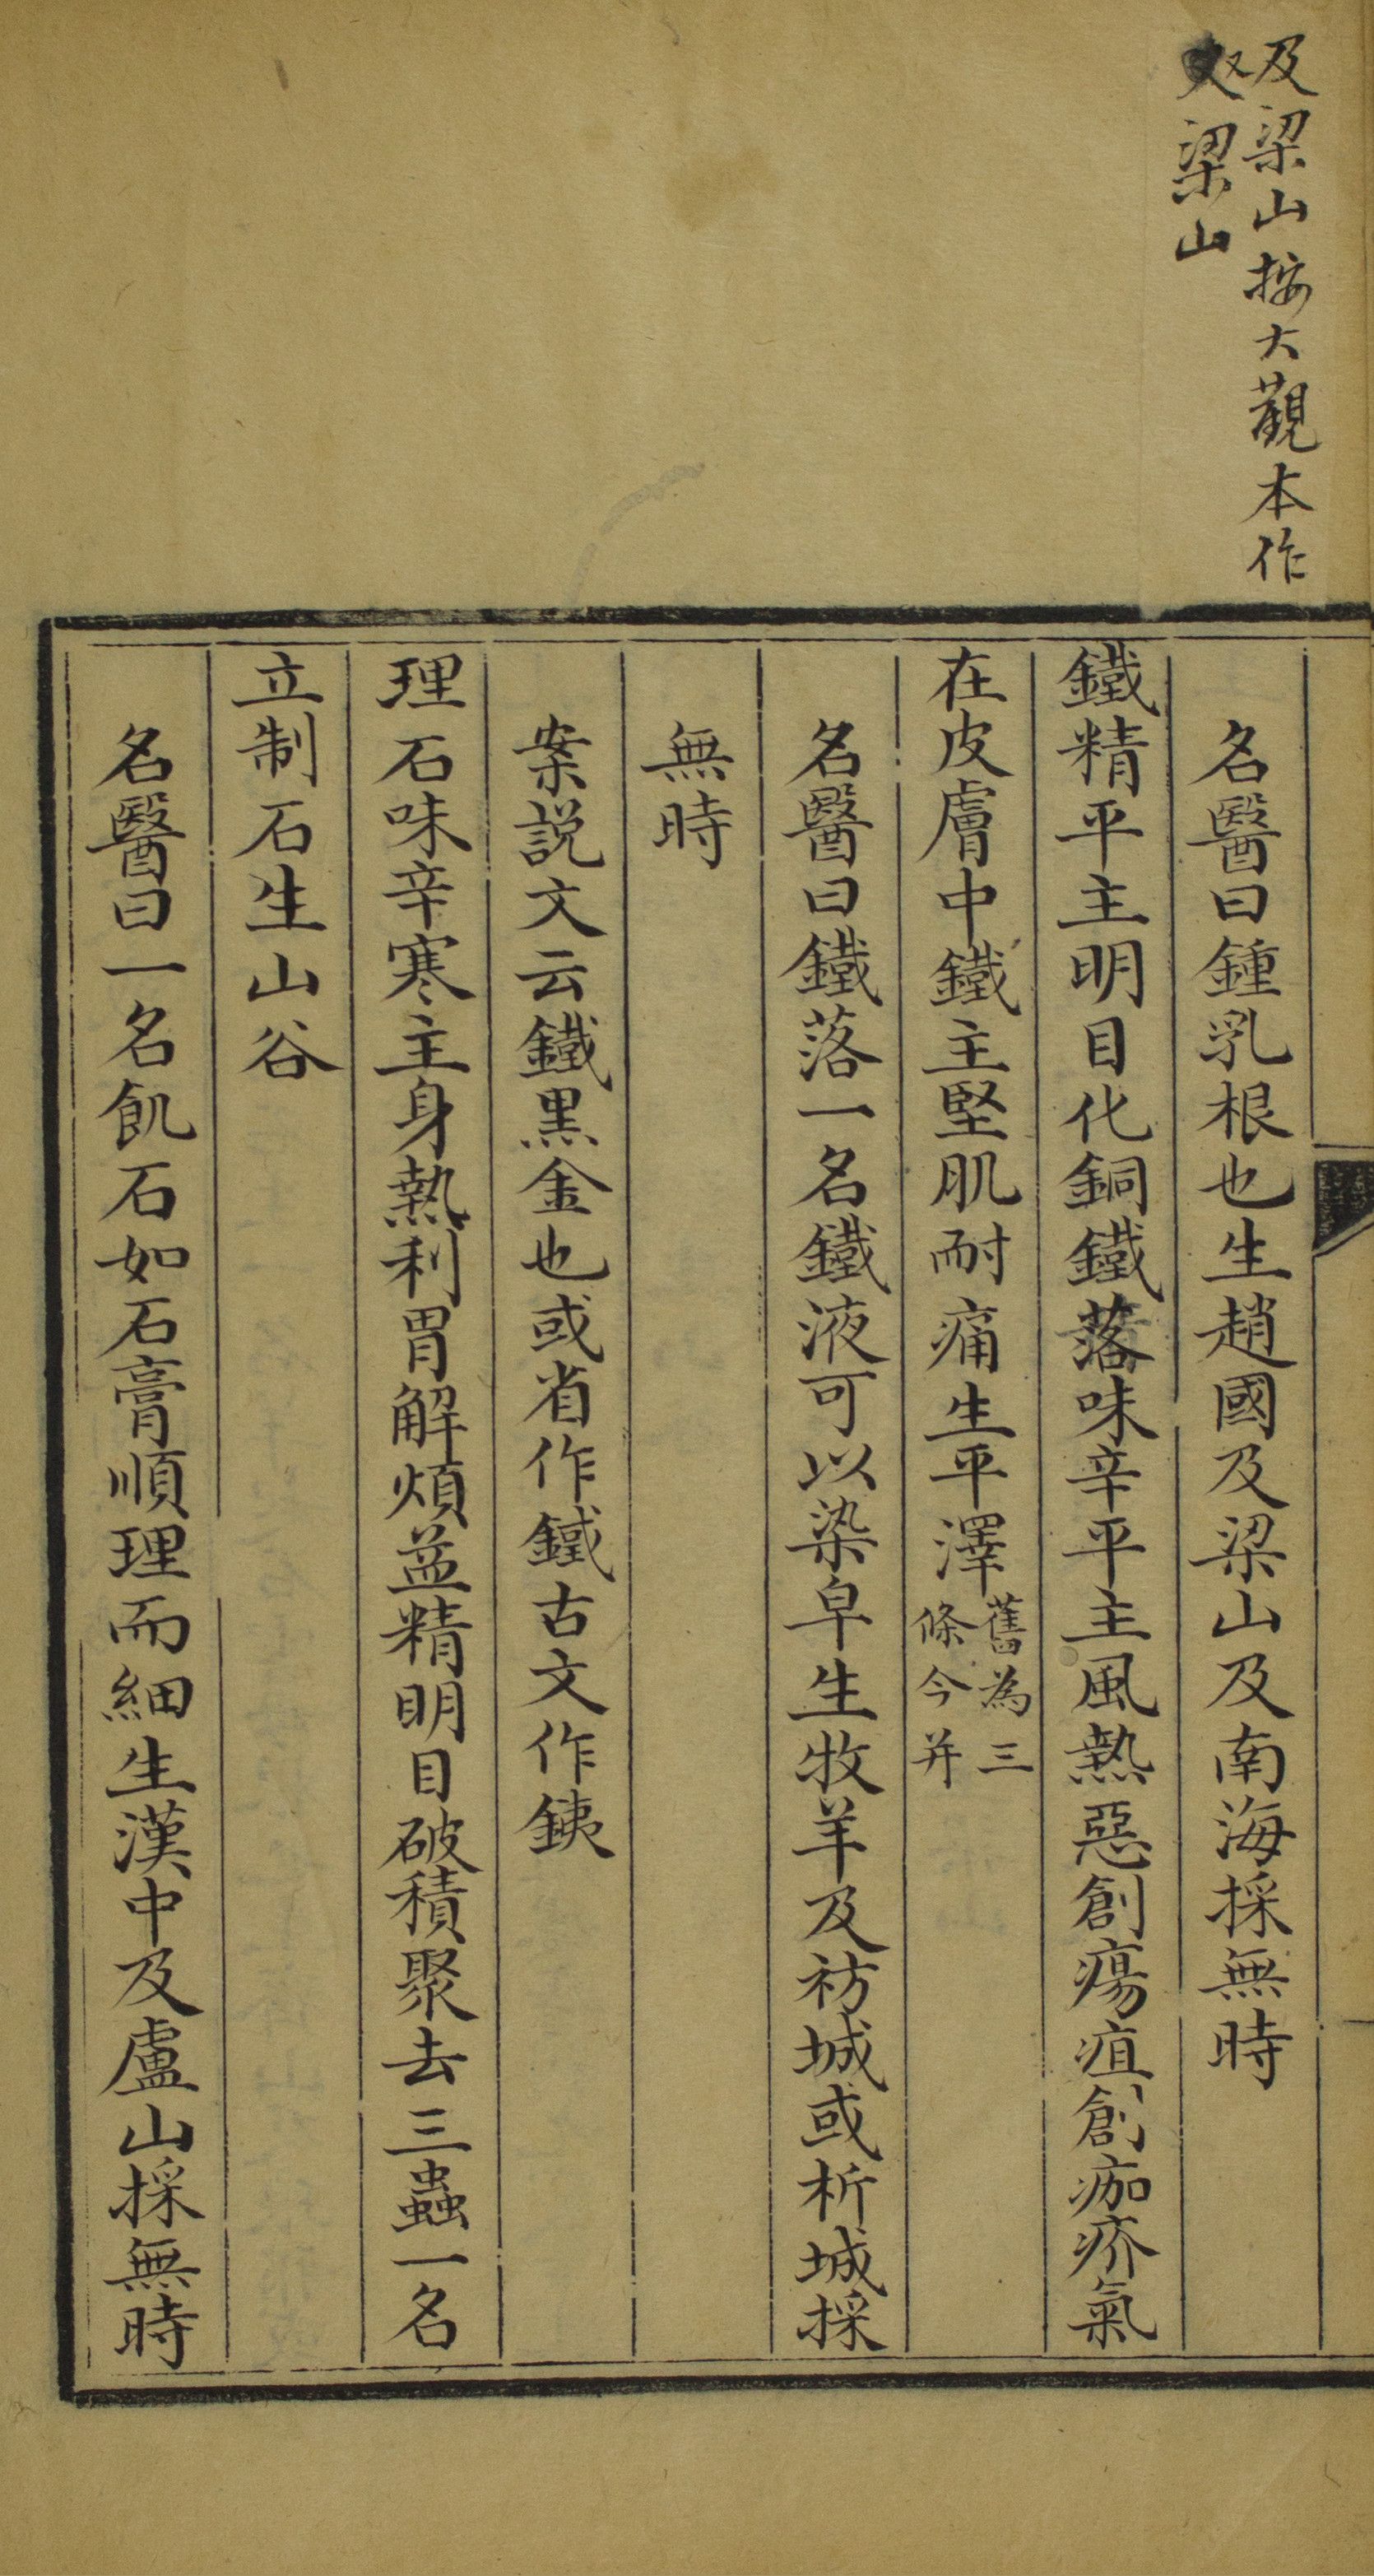 及梁山按大觀本作
又梁山
名醫曰鍾乳根也生趙國及梁山及南海採無時
鐵精平主明目化銅鐵落味辛平主風熱惡創瘍疽創痂疥氣
在皮膚中鐵主堅肌耐痛生平澤舊為三
條今并
名醫曰鐵落一名鐵液可以染皁生牧羊及祊城或析城採
無時
案説文云鐵黑金也或省作鐵古文作銕
理石味辛寒主身熱利胃解煩益精明目破積聚去三蟲一名
立制石生山谷
名醫曰一名飢石如石膏順理而細生漢中及盧山採無時